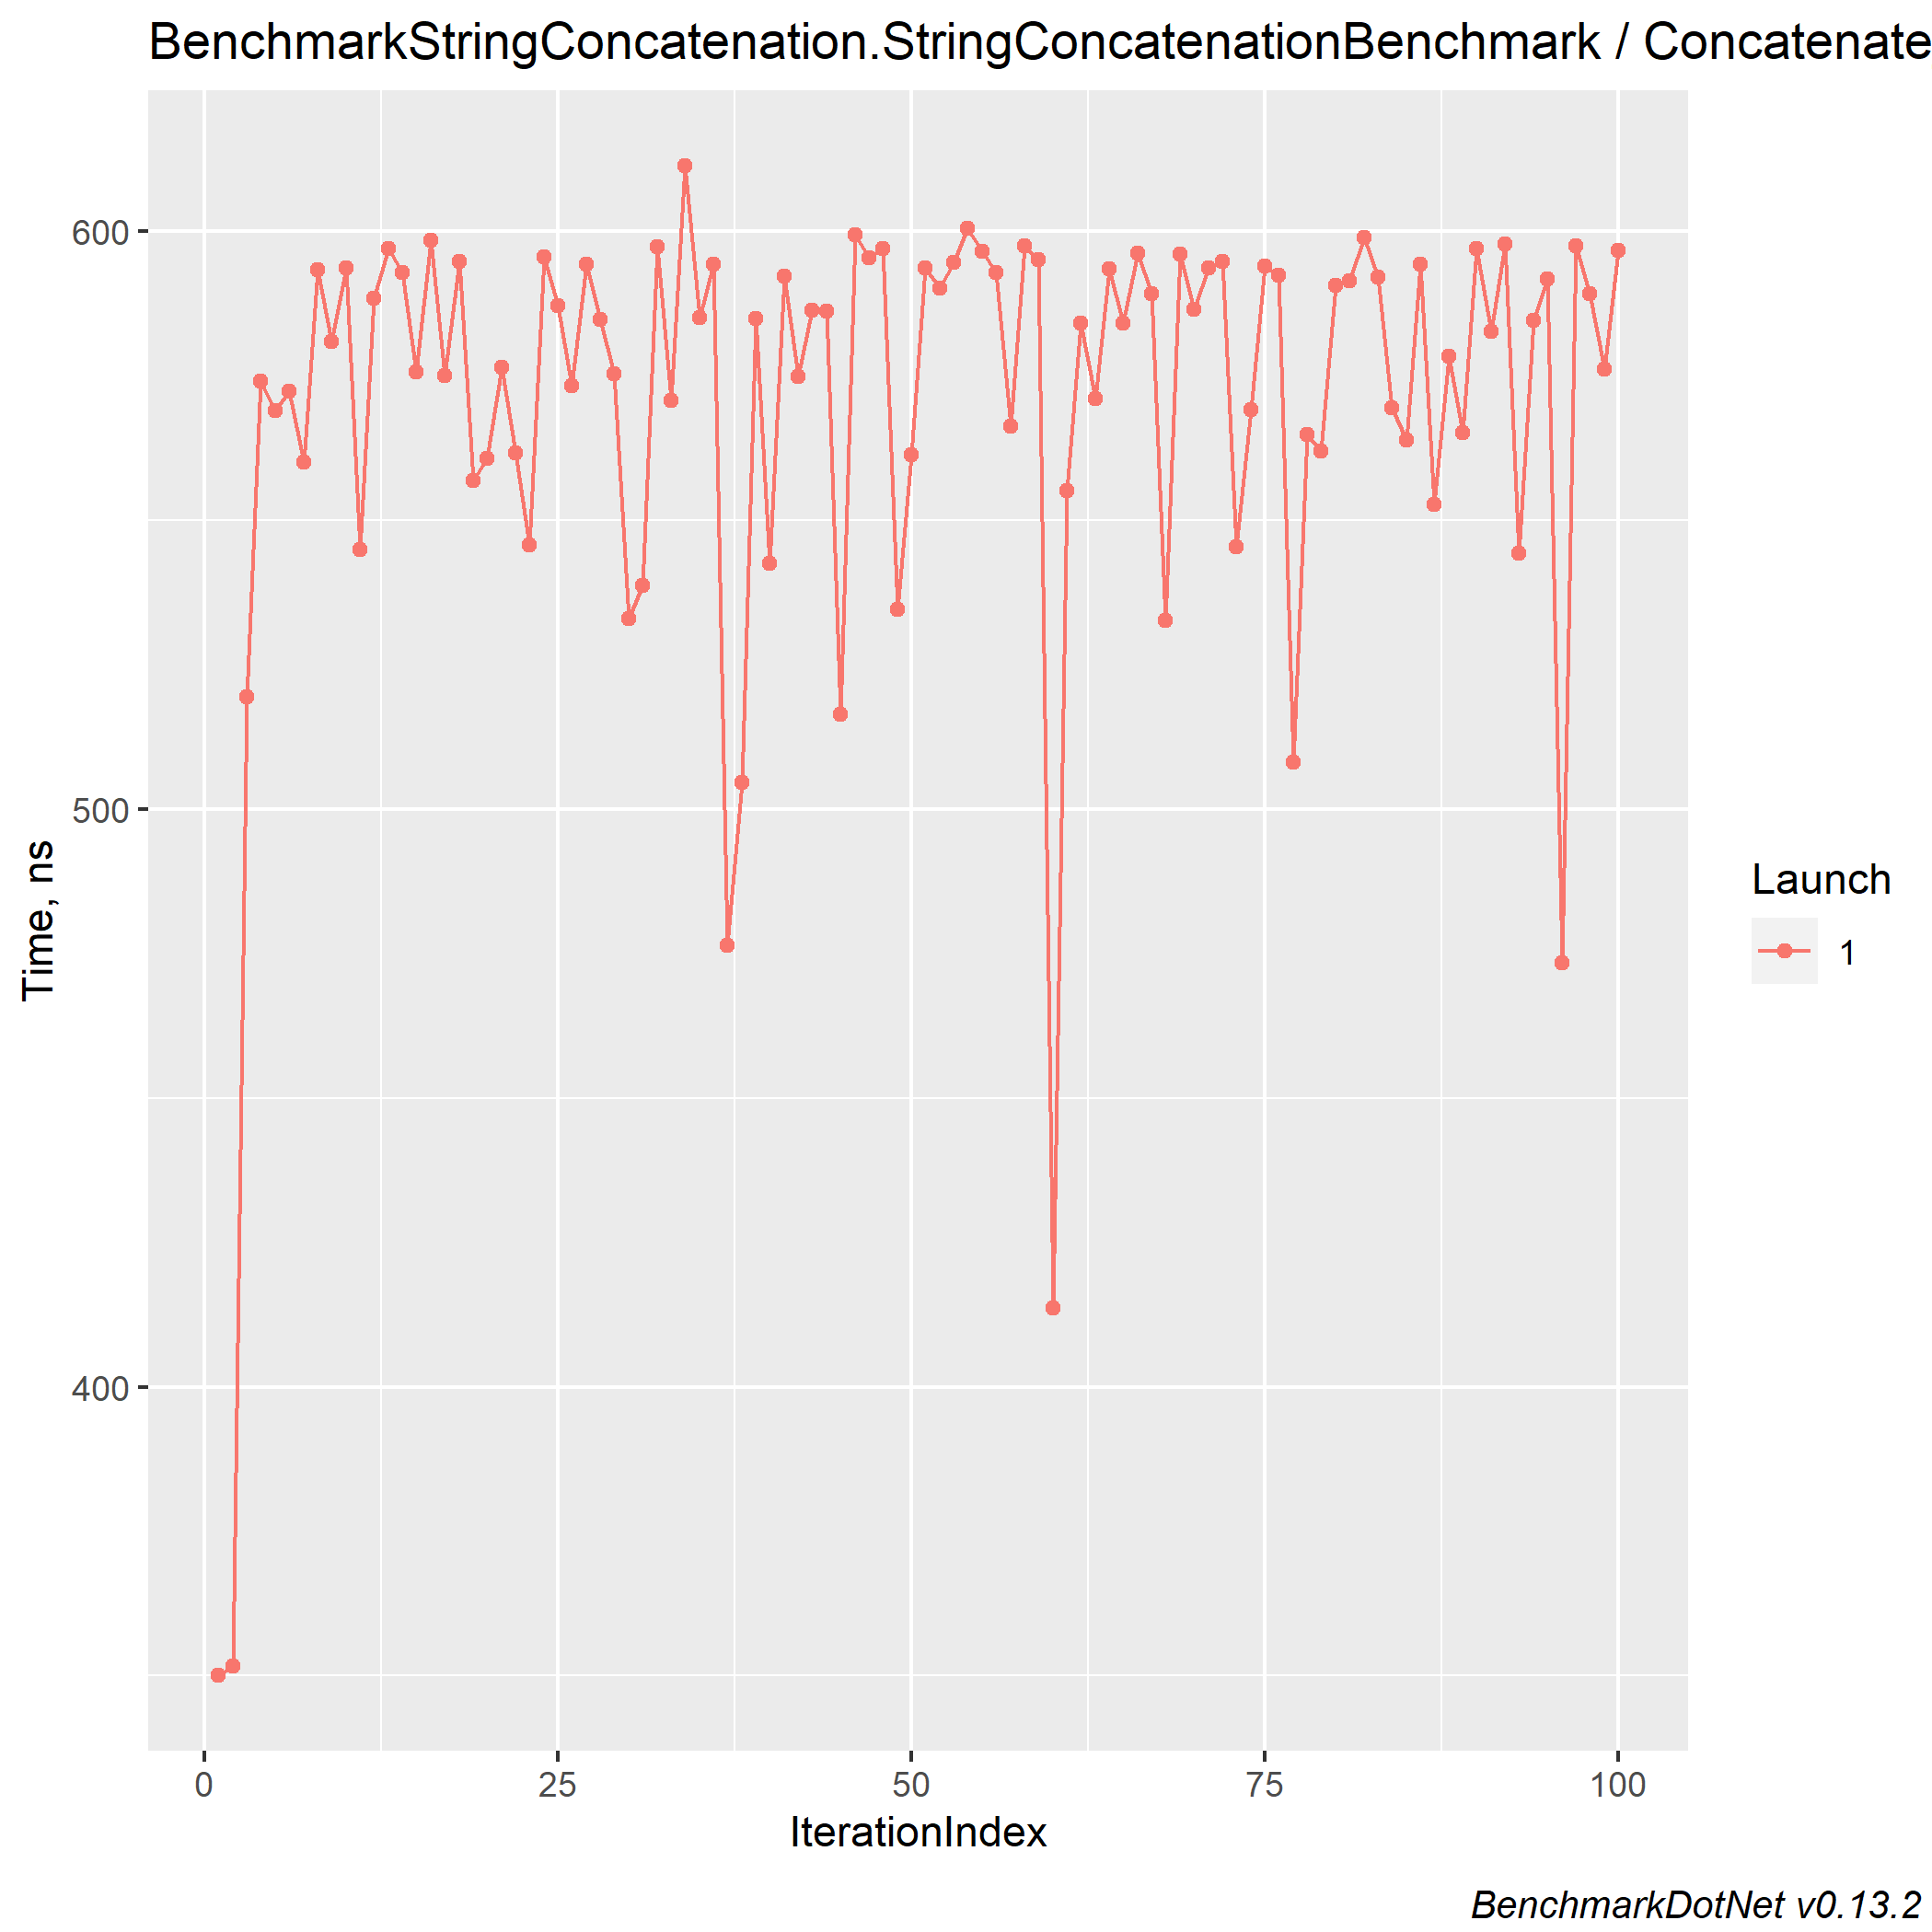 BenchmarkStringConcatenation.StringConcatenationBenchmark / Concatenate
600
500
400
Time, ns
0 25 50 75 100
IterationIndex
Launch
1
BenchmarkDotNet v0.13.2